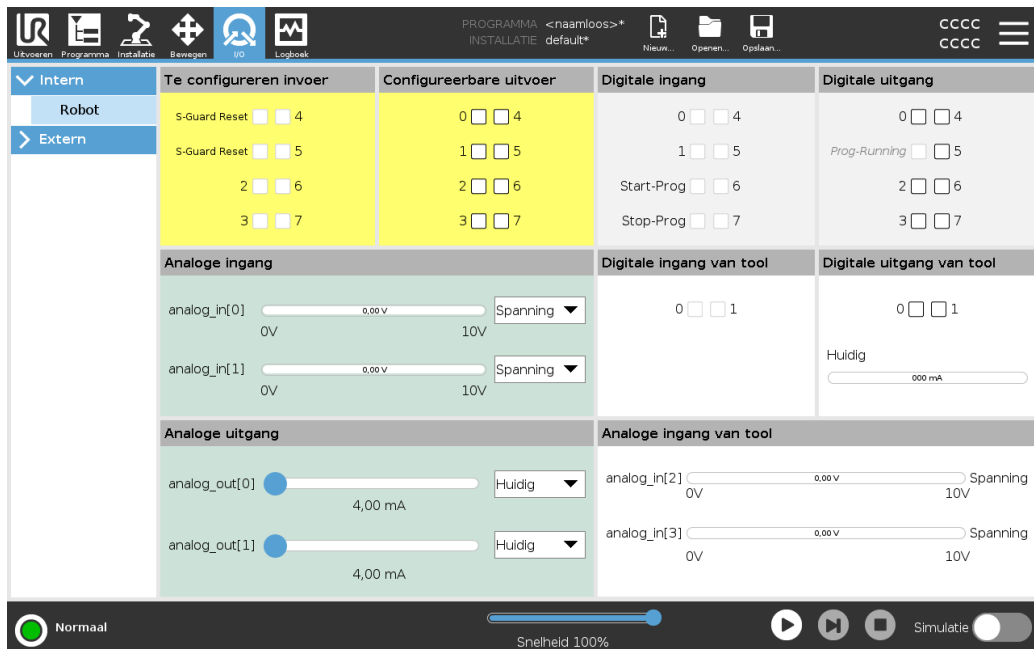 UR
PROGRAMMA <naamloos>*
INSTALLATIE default*
CCCC
CCCC
Uitvoeren Programma Installatie Bewegen I/O Logboek Nieuw... Openen... Opslaan...
Intern
Robot
Extern
Te configureren invoer
S-Guard Reset 4
S-Guard Reset 5
2 6
3 7
Configureerbare uitvoer
0 4
1 5
2 6
3 7
Digitale ingang
0 4
1 5
Start-Prog 6
Stop-Prog 7
Digitale uitgang
0 4
Prog-Running 5
2 6
3 7
Analoge ingang
analog_in[0] 0,00 V Spanning
0V 10V
analog_in[1] 0,00 V Spanning
0V 10V
Digitale ingang van tool
0 1
Digitale uitgang van tool
0 1
Huidig
000 mA
Analoge uitgang
analog_out[0] Huidig
4,00 mA
analog_out[1] Huidig
4,00 mA
Analoge ingang van tool
analog_in[2] 0,00 V Spanning
0V 10V
analog_in[3] 0,00 V Spanning
0V 10V
Normaal
Snelheid 100%
Simulatie